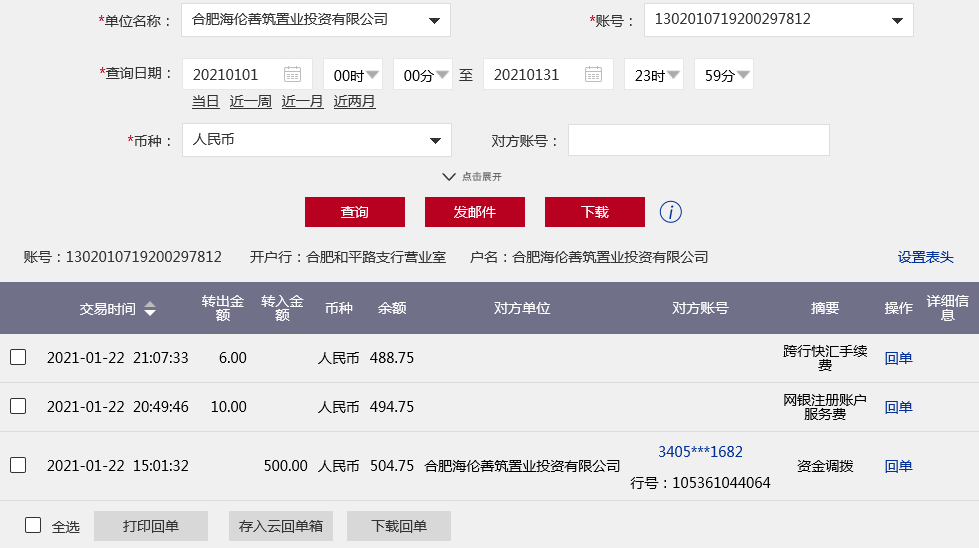 *单位名称： 合肥海伦善筑置业投资有限公司 *账号： 1302010719200297812
*查询日期： 20210101 00时 00分 至 20210131 23时 59分
当日 近一周 近一月 近两月
*币种： 人民币 对方账号：
点击展开
查询 发邮件 下载 i
账号：1302010719200297812 开户行：合肥和平路支行营业室 户名：合肥海伦善筑置业投资有限公司 设置表头
交易时间 转出金额 转入金额 币种 余额 对方单位 对方账号 摘要 操作 详细信息
2021-01-22 21:07:33 6.00 人民币 488.75 跨行快汇手续费 回单
2021-01-22 20:49:46 10.00 人民币 494.75 网银注册账户服务费 回单
2021-01-22 15:01:32 500.00 人民币 504.75 合肥海伦善筑置业投资有限公司 3405***1682 行号：105361044064 资金调拨 回单
全选 打印回单 存入云回单箱 下载回单